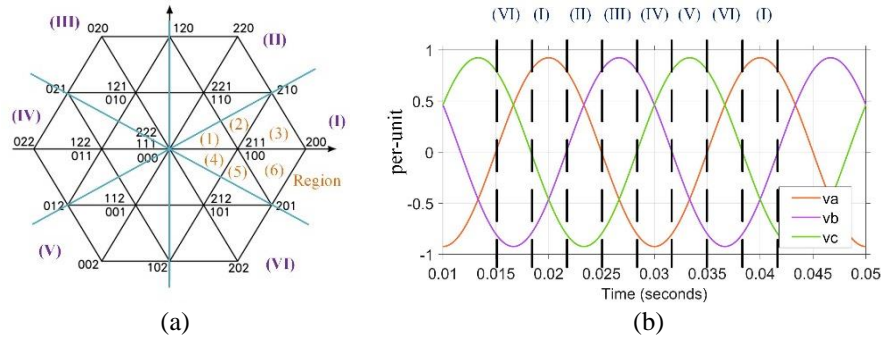 (III)
020
120
220
(II)
021
121
010
221
110
210
(2)
(3)
(I)
(IV)
022
122
011
222
111
000
(1)
211
100
200
(4)
(5)
(6)
Region
012
112
001
212
101
201
(V)
002
102
202
(VI)
(a)
(VI) (I) (II) (III) (IV) (V) (VI) (I)
1
0.5
0
-0.5
-1
per-unit
va
vb
vc
0.01 0.015 0.02 0.025 0.03 0.035 0.04 0.045 0.05
Time (seconds)
(b)